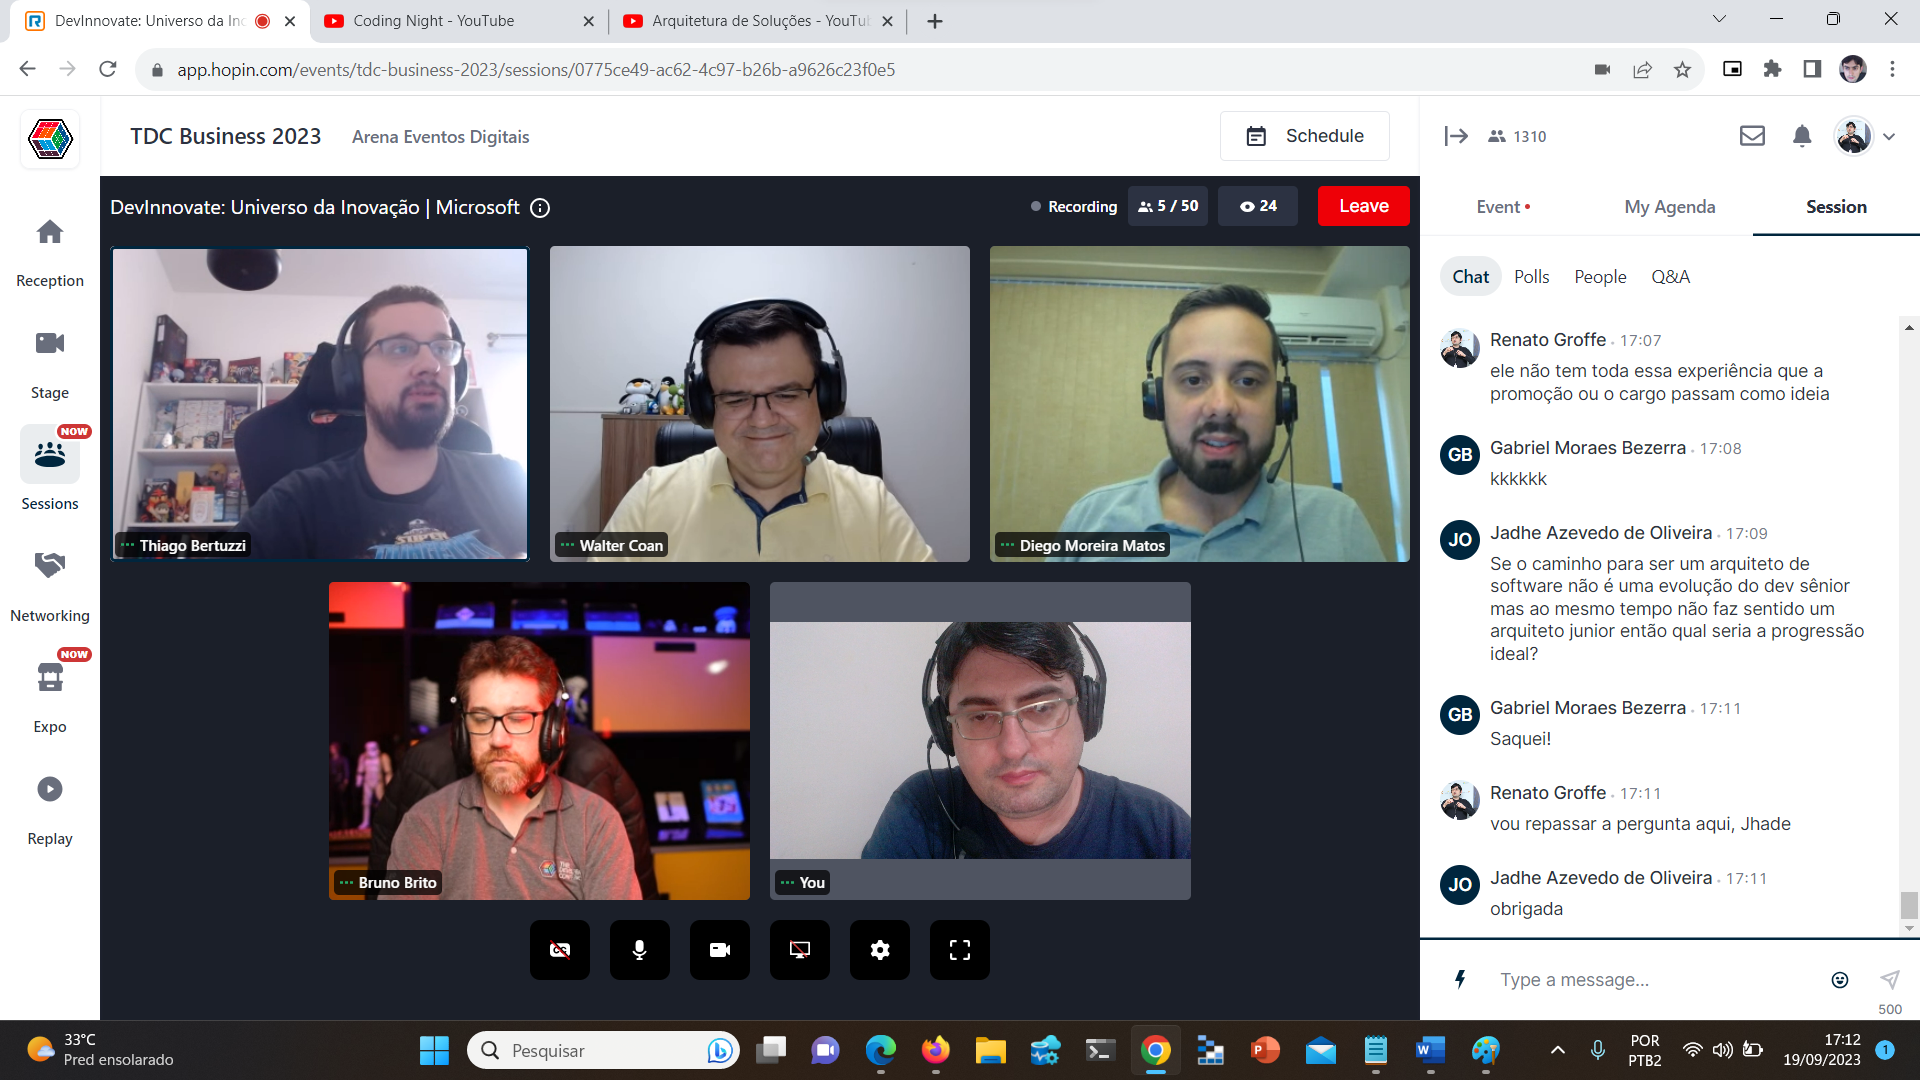 DevInnovate: Universo da In
Coding Night - YouTube
Arquitetura de Soluções - YouTu
app.hopin.com/events/tdc-business-2023/sessions/0775ce49-ac62-4c97-b26b-a9626c23f0e5
TDC Business 2023
Arena Eventos Digitais
Schedule
1310
DevInnovate: Universo da Inovação | Microsoft
Recording
5 / 50
24
Leave
Reception
Stage
NOW
Sessions
Networking
NOW
Expo
Replay
SUPER
Thiago Bertuzzi
Walter Coan
Diego Moreira Matos
Bruno Brito
You
CC
Event
My Agenda
Session
Chat
Polls
People
Q&A
Renato Groffe • 17:07
ele não tem toda essa experiência que a
promoção ou o cargo passam como ideia
GB
Gabriel Moraes Bezerra • 17:08
kkkkkk
JO
Jadhe Azevedo de Oliveira • 17:09
Se o caminho para ser um arquiteto de
software não é uma evolução do dev sênior
mas ao mesmo tempo não faz sentido um
arquiteto junior então qual seria a progressão
ideal?
GB
Gabriel Moraes Bezerra • 17:11
Saquei!
Renato Groffe • 17:11
vou repassar a pergunta aqui, Jhade
JO
Jadhe Azevedo de Oliveira • 17:11
obrigada
Type a message...
500
33°C
Pred ensolarado
Pesquisar
POR
PTB2
17:12
19/09/2023
1